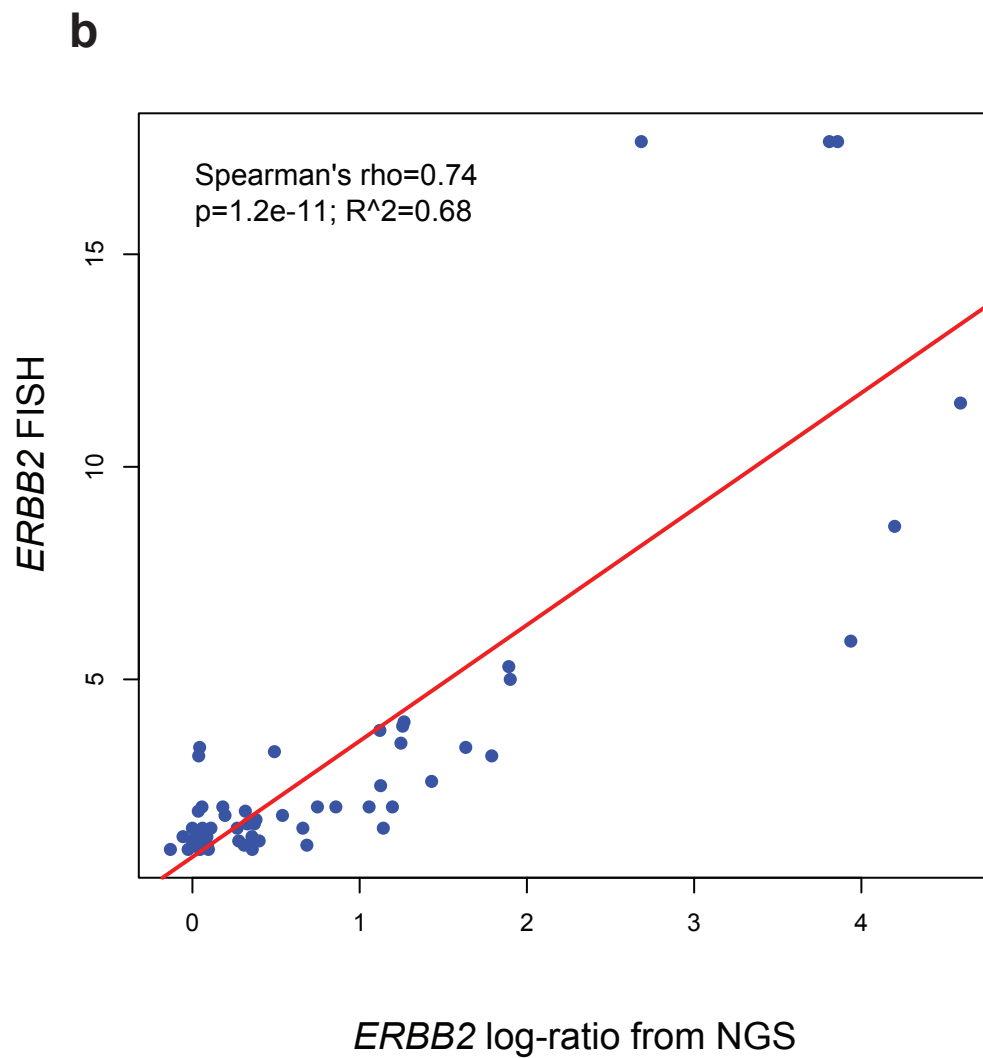 b
Spearman's rho=0.74
p=1.2e-11; R^2=0.68
15
10
5
ERBB2 FISH
0 1 2 3 4
ERBB2 log-ratio from NGS